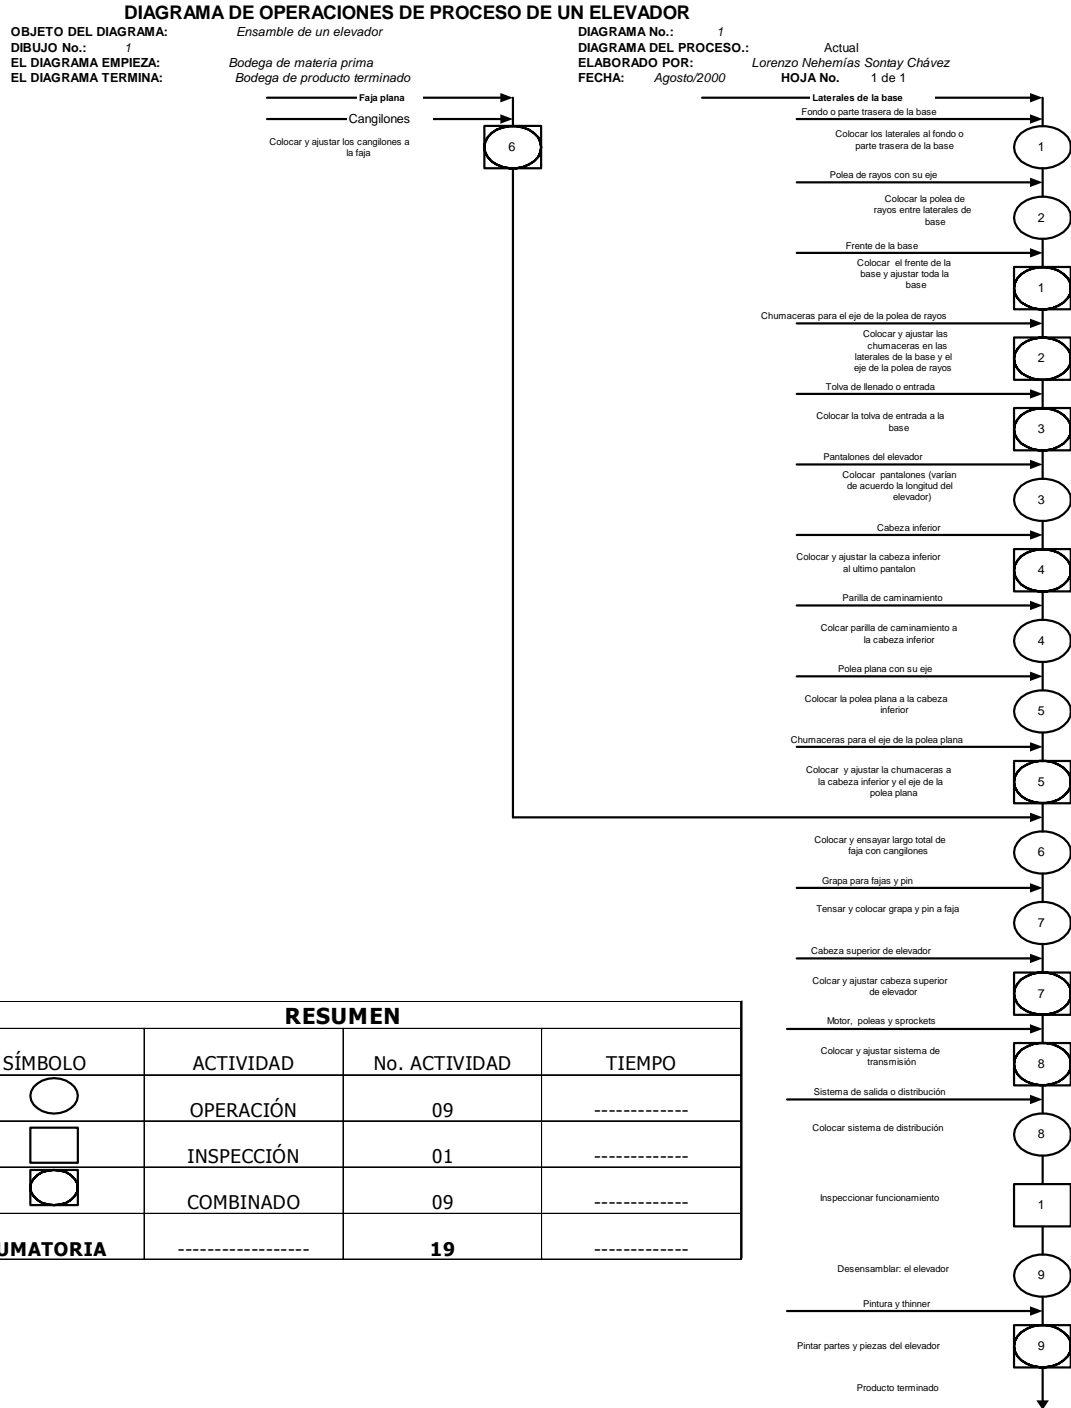 DIAGRAMA DE OPERACIONES DE PROCESO DE UN ELEVADOR
OBJETO DEL DIAGRAMA: Ensamble de un elevador
DIBUJO No.: 1
EL DIAGRAMA EMPIEZA: Bodega de materia prima
EL DIAGRAMA TERMINA: Bodega de producto terminado
DIAGRAMA No.: 1
DIAGRAMA DEL PROCESO.: Actual
ELABORADO POR: Lorenzo Nehemías Sontay Chávez
FECHA: Agosto/2000 HOJA No. 1 de 1
Faja plana
Cangilones
Colocar y ajustar los cangilones a
la faja
6
Laterales de la base
Fondo o parte trasera de la base
Colocar los laterales al fondo o
parte trasera de la base
1
Polea de rayos con su eje
Colocar la polea de
rayos entre laterales de
base
2
Frente de la base
Colocar el frente de la
base y ajustar toda la
base
1
Chumaceras para el eje de la polea de rayos
Colocar y ajustar las
chumaceras en las
laterales de la base y el
eje de la polea de rayos
2
Tolva de llenado o entrada
Colocar la tolva de entrada a la
base
3
Pantalones del elevador
Colocar pantalones (varían
de acuerdo la longitud del
elevador)
3
Cabeza inferior
Colocar y ajustar la cabeza inferior
al ultimo pantalon
4
Parilla de caminamiento
Colcar parilla de caminamiento a
la cabeza inferior
4
Polea plana con su eje
Colocar la polea plana a la cabeza
inferior
5
Chumaceras para el eje de la polea plana
Colocar y ajustar la chumaceras a
la cabeza inferior y el eje de la
polea plana
5
Colocar y ensayar largo total de
faja con cangilones
6
Grapa para fajas y pin
Tensar y colocar grapa y pin a faja
7
Cabeza superior de elevador
Colcar y ajustar cabeza superior
de elevador
7
Motor, poleas y sprockets
Colocar y ajustar sistema de
transmisión
8
Sistema de salida o distribución
Colocar sistema de distribución
8
Inspeccionar funcionamiento
1
Desensamblar: el elevador
9
Pintura y thinner
Pintar partes y piezas del elevador
9
Producto terminado
RESUMEN
SÍMBOLO ACTIVIDAD No. ACTIVIDAD TIEMPO
OPERACIÓN 09 -------------
INSPECCIÓN 01 -------------
COMBINADO 09 -------------
UMATORIA ------------------ 19 -------------